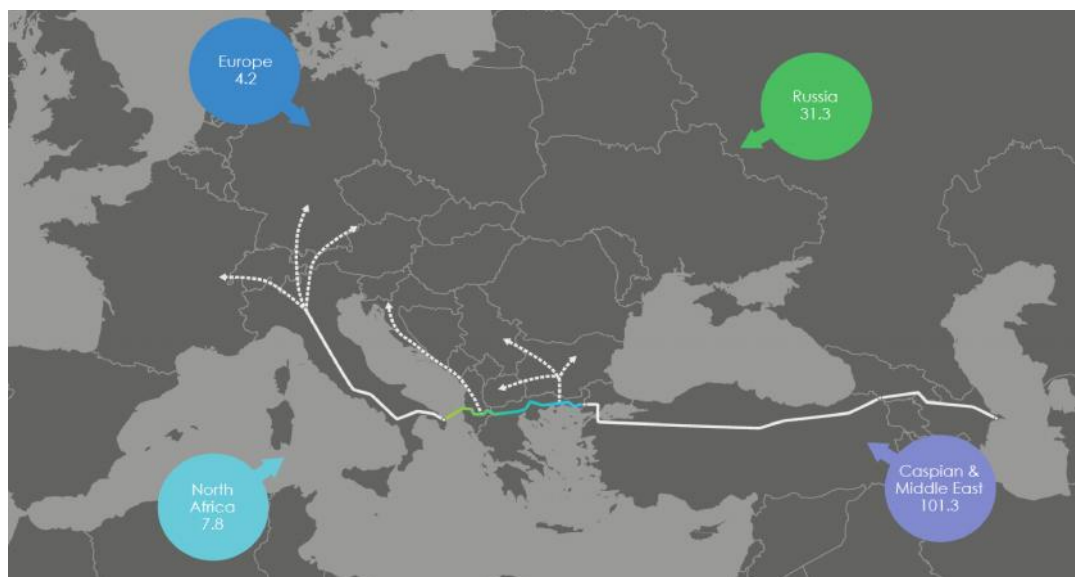 Europe
4.2
Russia
31.3
North
Africa
7.8
Caspian &
Middle East
101.3